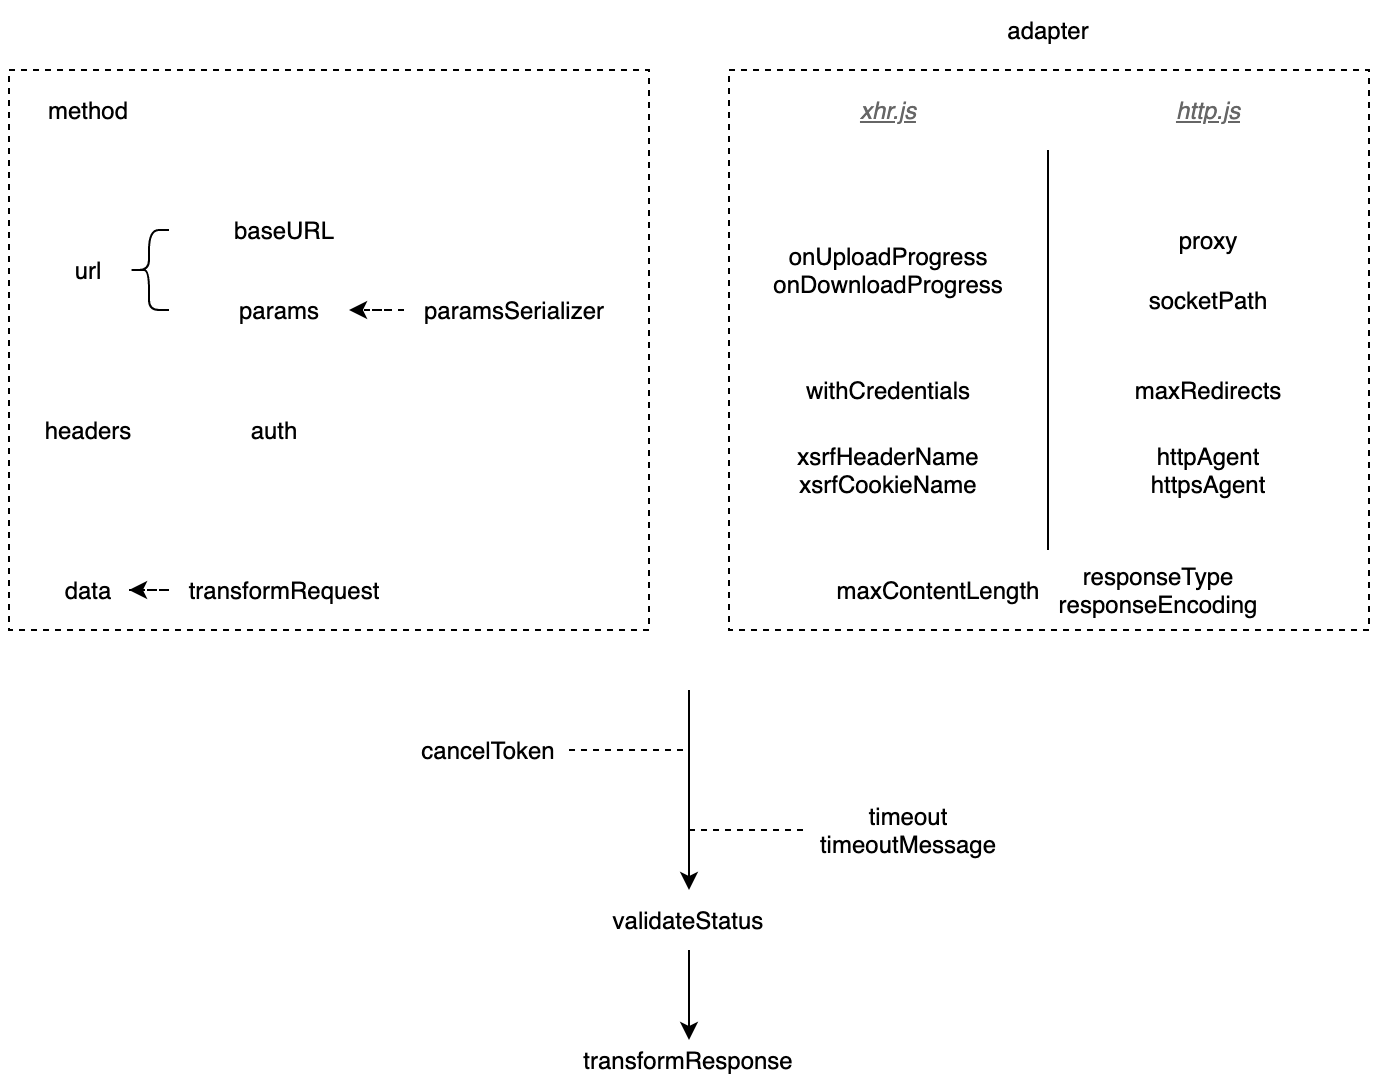 adapter
method
baseURL
url
params
paramsSerializer
headers
auth
data
transformRequest
xhr.js
http.js
onUploadProgress
onDownloadProgress
proxy
socketPath
withCredentials
maxRedirects
xsrfHeaderName
xsrfCookieName
httpAgent
httpsAgent
maxContentLength
responseType
responseEncoding
cancelToken
timeout
timeoutMessage
validateStatus
transformResponse